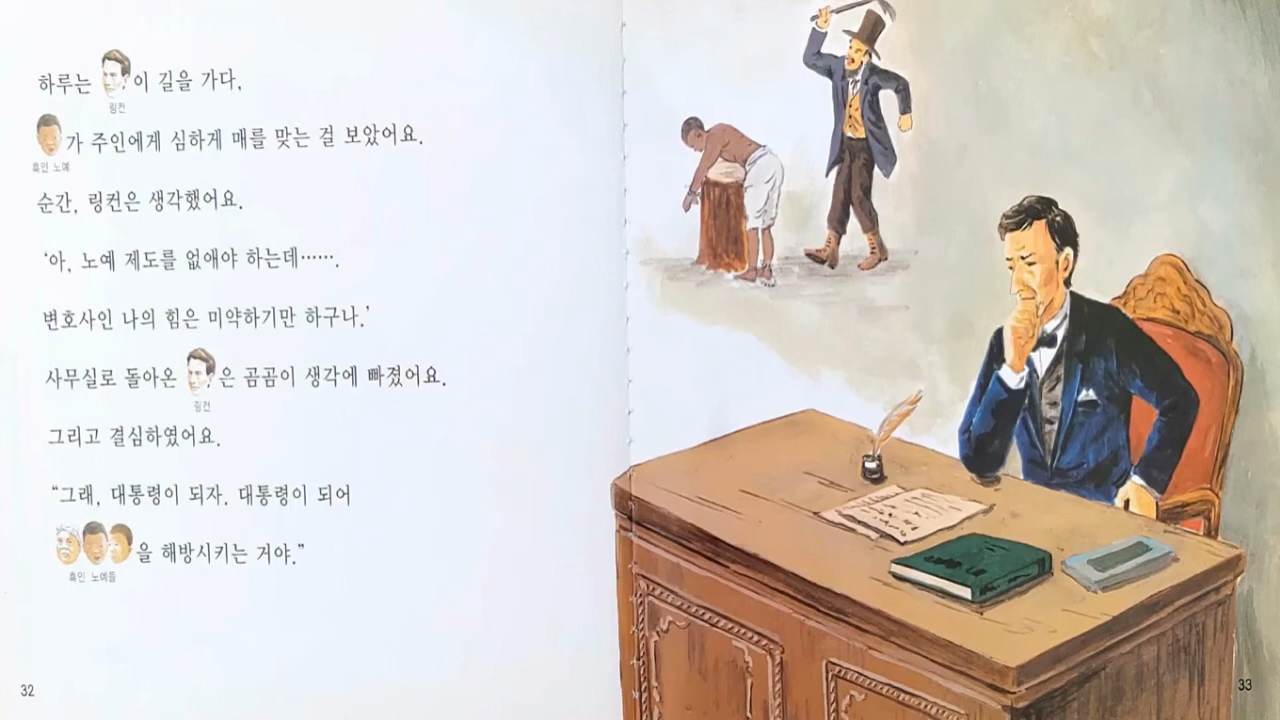 하루는 이 길을 가다,
링컨
가 주인에게 심하게 매를 맞는 걸 보았어요.
흑인 노예
순간, 링컨은 생각했어요.
‘아, 노예 제도를 없애야 하는데…….
변호사인 나의 힘은 미약하기만 하구나.’
사무실로 돌아온 은 곰곰이 생각에 빠졌어요.
링컨
그리고 결심하였어요.
“그래, 대통령이 되자. 대통령이 되어
을 해방시키는 거야.”
흑인 노예들
32
33